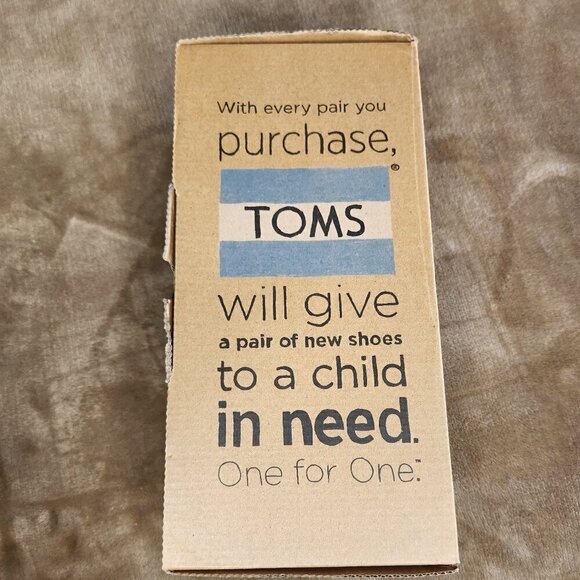 With every pair you
purchase,
TOMS®
will give
a pair of new shoes
to a child
in need.
One for One.™